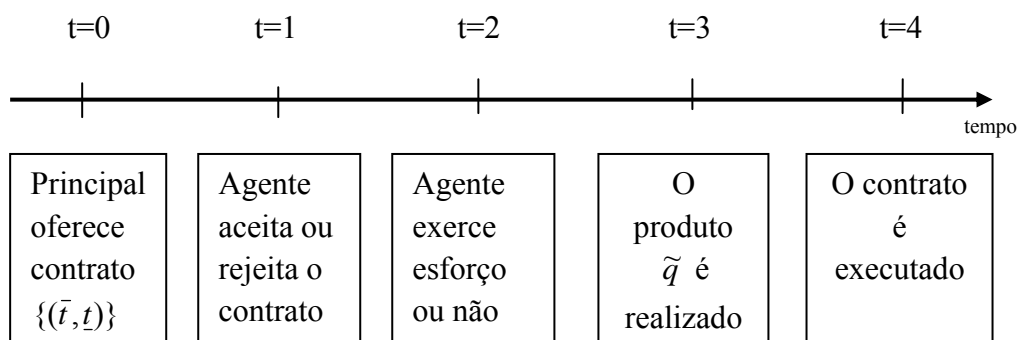 t=0 t=1 t=2 t=3 t=4
tempo
Principal
oferece
contrato
{(t̄,t̲)}
Agente
aceita ou
rejeita o
contrato
Agente
exerce
esforço
ou não
O
produto
q̃ é
realizado
O contrato
é
executado